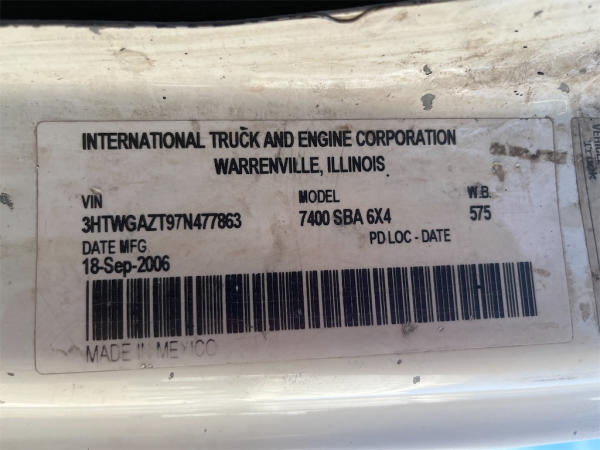 INTERNATIONAL TRUCK AND ENGINE CORPORATION
WARRENVILLE, ILLINOIS
VIN MODEL W.B.
3HTWGAZT97N477863 7400 SBA 6X4 575
DATE MFG PD LOC - DATE
18-Sep-2006
MADE IN MEXICO